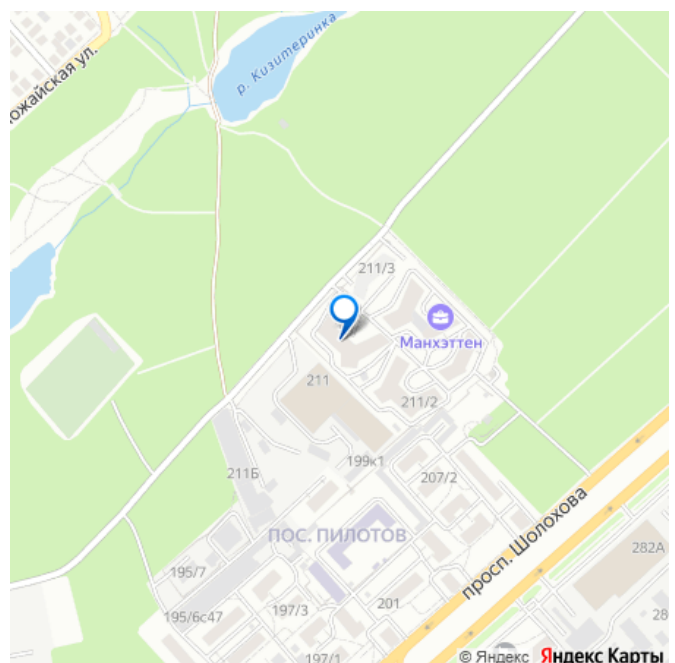 р. Кизитеринка
ожайская ул.
211/3
Манхэттен
211
211/2
199к1
211Б
207/2
ПОС. ПИЛОТОВ
просп. Шолохова
282А
195/7
201
195/6с47
197/3
28
197/1
© Яндекс Яндекс Карты